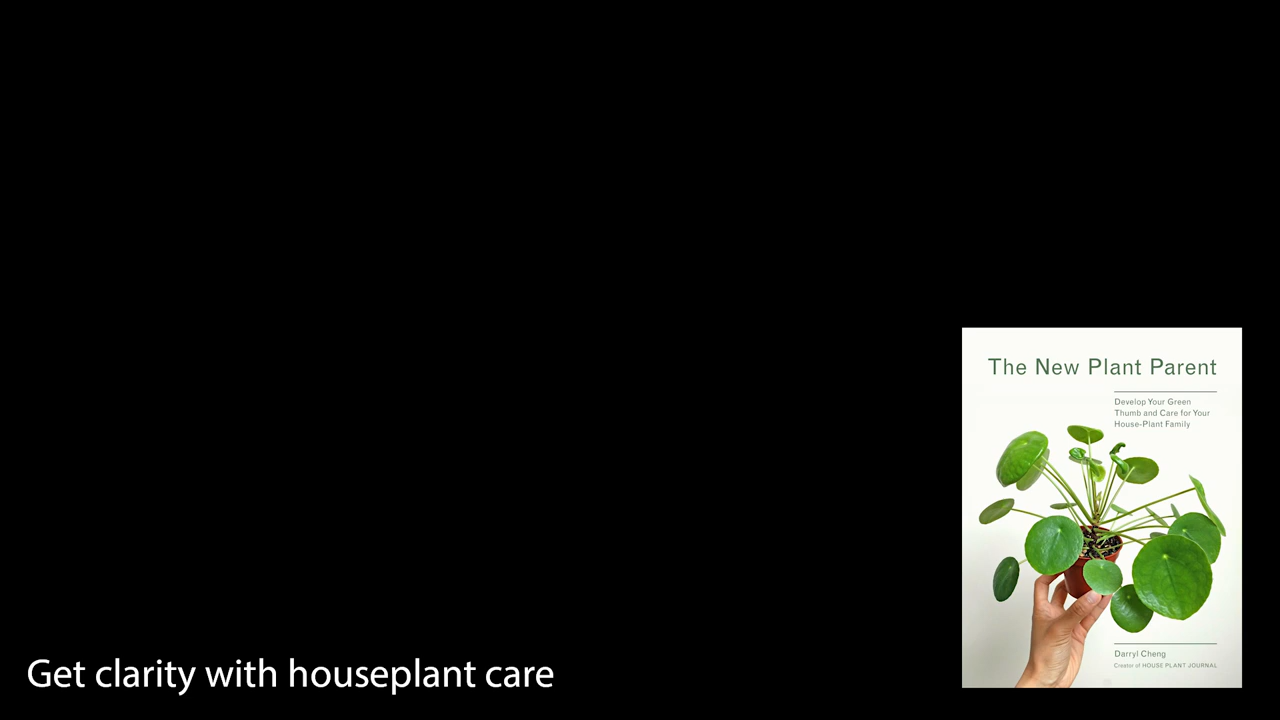 The New Plant Parent
Develop Your Green
Thumb and Care for Your
House-Plant Family
Darryl Cheng
Creator of HOUSE PLANT JOURNAL
Get clarity with houseplant care